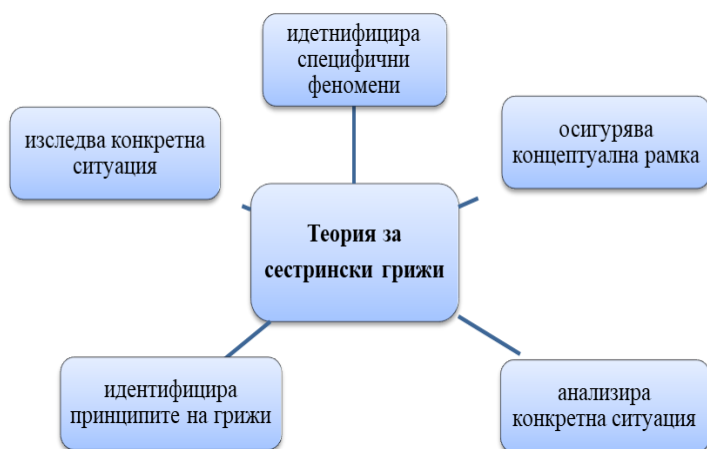 идетнифицира
специфични
феномени
изследва конкретна
ситуация
осигурява
концептуална рамка
Теория за
сестрински грижи
идентифицира
принципите на грижи
анализира
конкретна ситуация